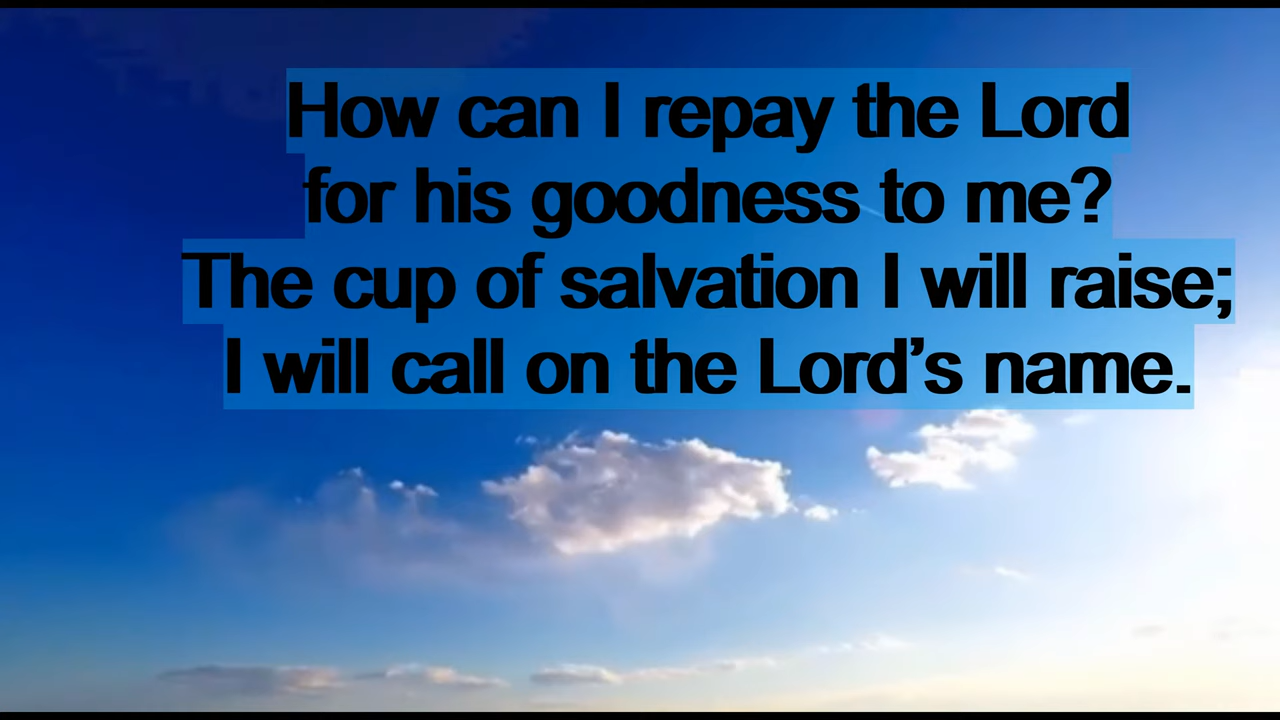 How can I repay the Lord
for his goodness to me?
The cup of salvation I will raise;
I will call on the Lord’s name.